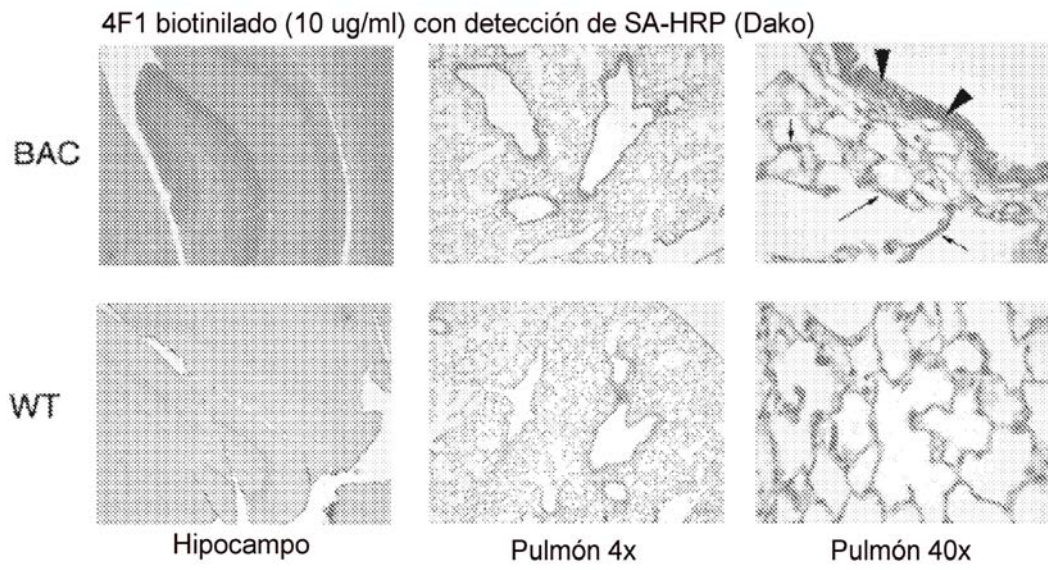 4F1 biotinilado (10 ug/ml) con detección de SA-HRP (Dako)
BAC
WT
Hipocampo
Pulmón 4x
Pulmón 40x